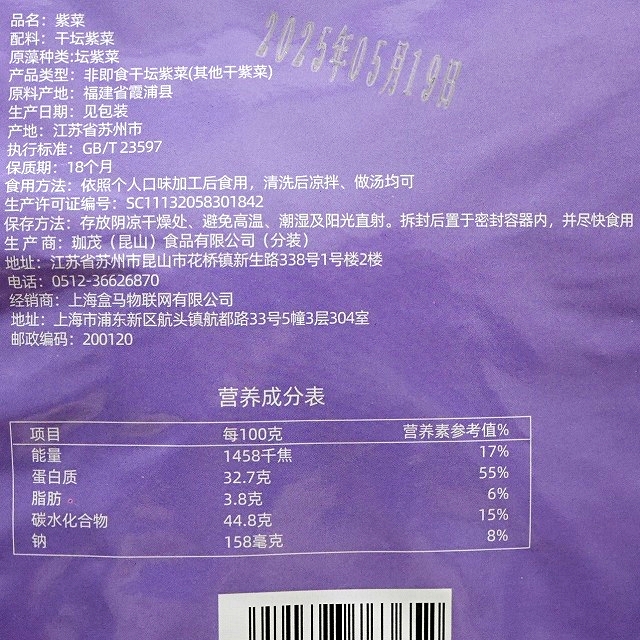 品名：紫菜
2025年05月19日
配料：干坛紫菜
原藻种类:坛紫菜
产品类型：非即食干坛紫菜(其他干紫菜)
原料产地：福建省霞浦县
生产日期：见包装
产地：江苏省苏州市
执行标准：GB/T 23597
保质期：18个月
食用方法：依照个人口味加工后食用，清洗后凉拌、做汤均可
生产许可证编号：SC11132058301842
保存方法：存放阴凉干燥处、避免高温、潮湿及阳光直射。拆封后置于密封容器内，并尽快食用
生 产 商：珈茂（昆山）食品有限公司（分装）
地址：江苏省苏州市昆山市花桥镇新生路338号1号楼2楼
电话：0512-36626870
经销商：上海盒马物联网有限公司
地址：上海市浦东新区航头镇航都路33号5幢3层304室
邮政编码：200120
营养成分表
项目 每100克 营养素参考值%
能量 1458千焦 17%
蛋白质 32.7克 55%
脂肪 3.8克 6%
碳水化合物 44.8克 15%
钠 158毫克 8%